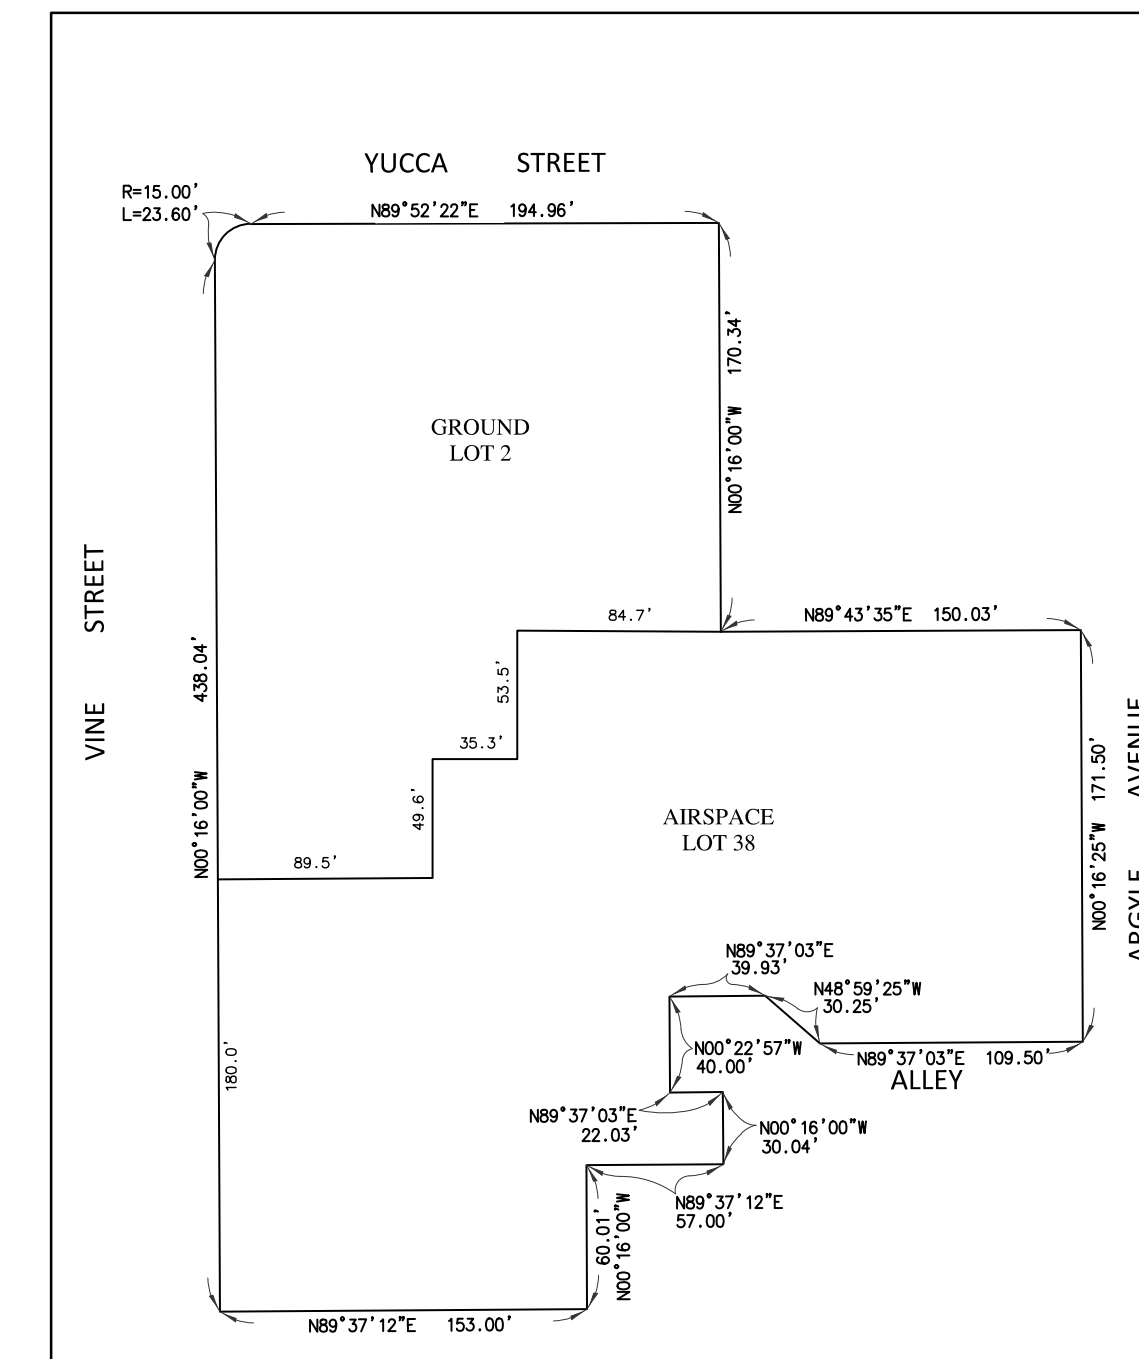 YUCCA STREET
R=15.00'
L=23.60'
N89°52'22"E 194.96'
N00°16'00"W 170.34'
GROUND
LOT 2
VINE STREET
N00°16'00"W 438.04'
84.7'
N89°43'35"E 150.03'
53.5'
35.3'
49.6'
89.5'
AIRSPACE
LOT 38
N00°16'25"W 171.50'
ARGYLE AVENUE
N89°37'03"E
39.93'
N48°59'25"W
30.25'
N00°22'57"W
40.00'
N89°37'03"E 109.50'
ALLEY
180.0'
N89°37'03"E
22.03'
N00°16'00"W
30.04'
N89°37'12"E
57.00'
60.01'
N00°16'00"W
N89°37'12"E 153.00'